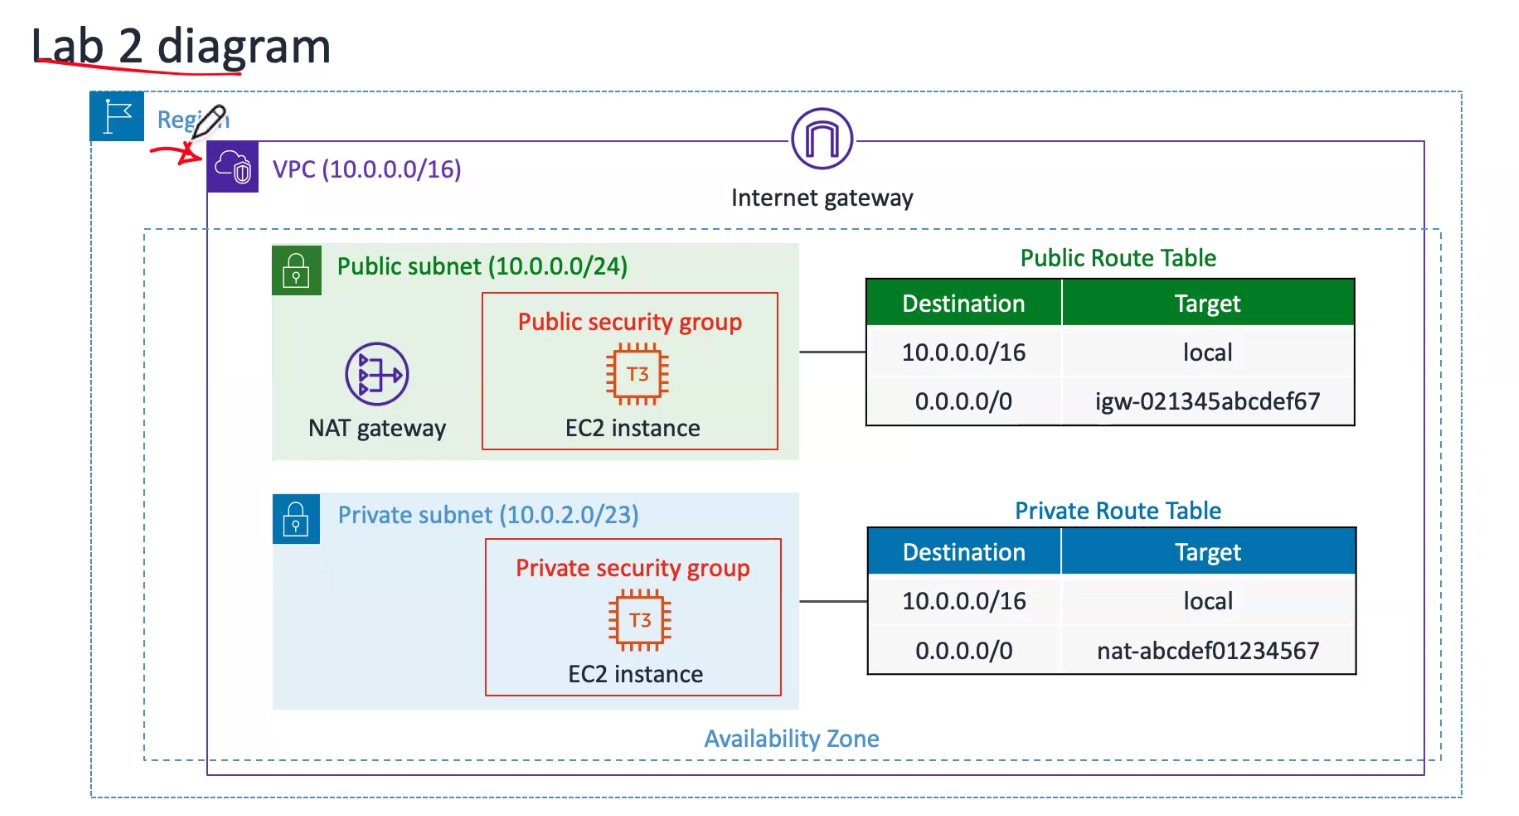 Lab 2 diagram
Region
VPC (10.0.0.0/16)
Internet gateway
Public subnet (10.0.0.0/24)
Public security group
T3
NAT gateway
EC2 instance
Public Route Table
Destination Target
10.0.0.0/16 local
0.0.0.0/0 igw-021345abcdef67
Private subnet (10.0.2.0/23)
Private security group
T3
EC2 instance
Private Route Table
Destination Target
10.0.0.0/16 local
0.0.0.0/0 nat-abcdef01234567
Availability Zone